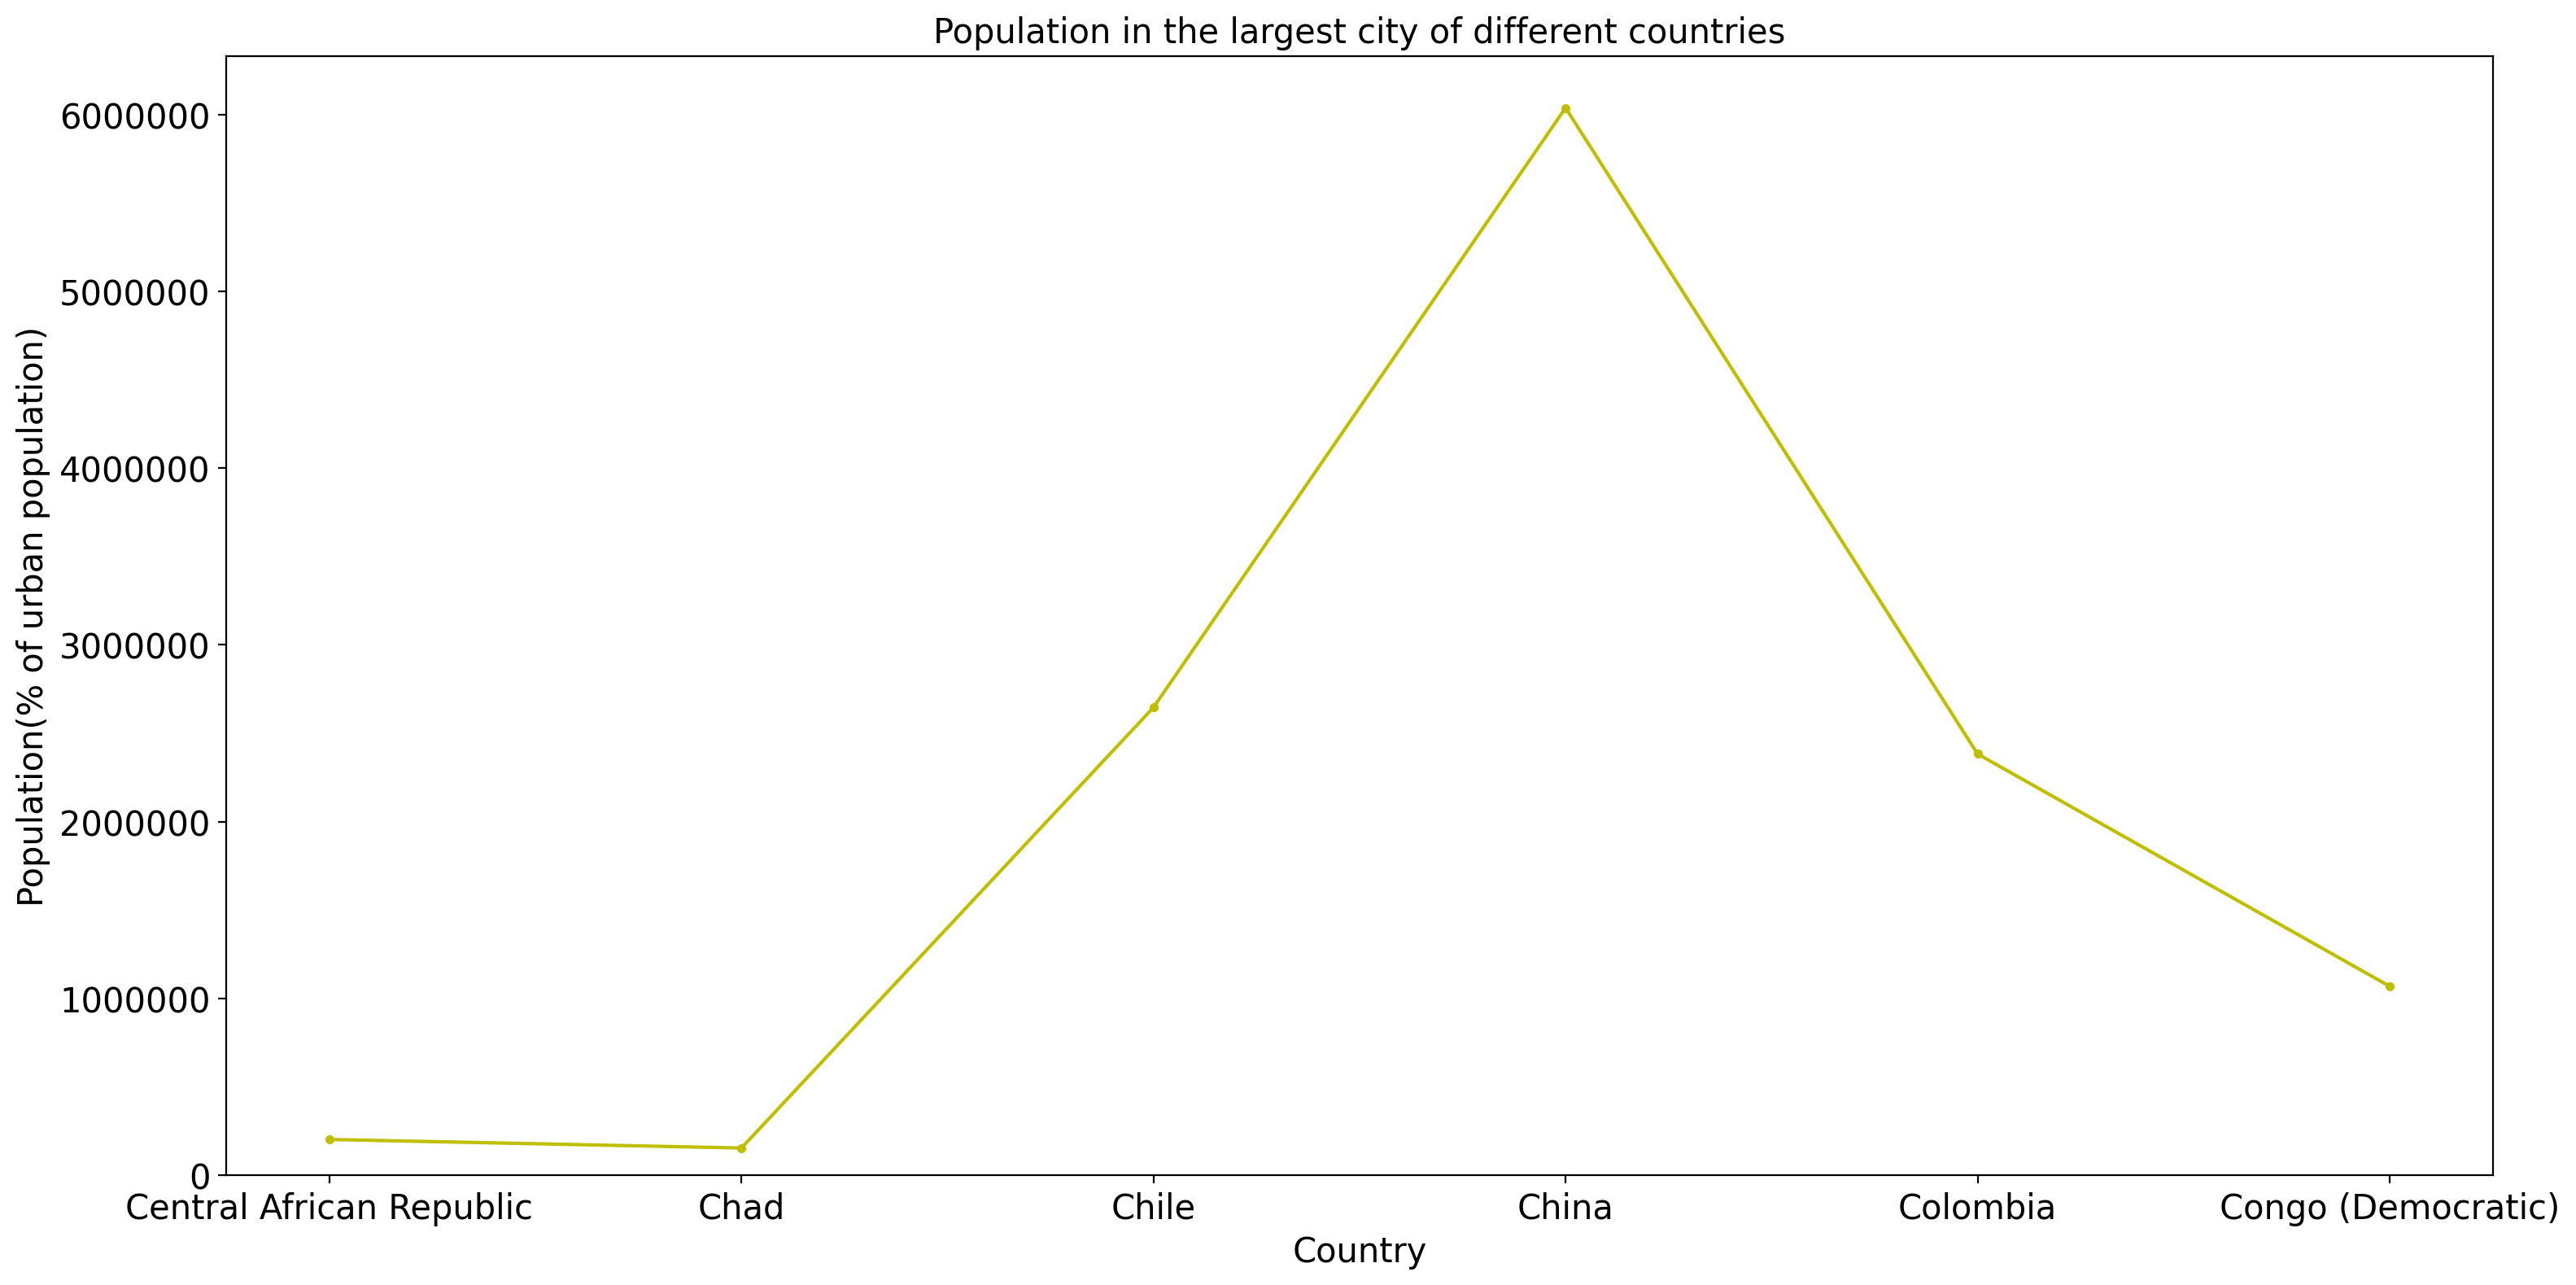 Population in the largest city of different countries
Population(% of urban population)
6000000
5000000
4000000
3000000
2000000
1000000
0
Central African Republic
Chad
Chile
China
Colombia
Congo (Democratic)
Country